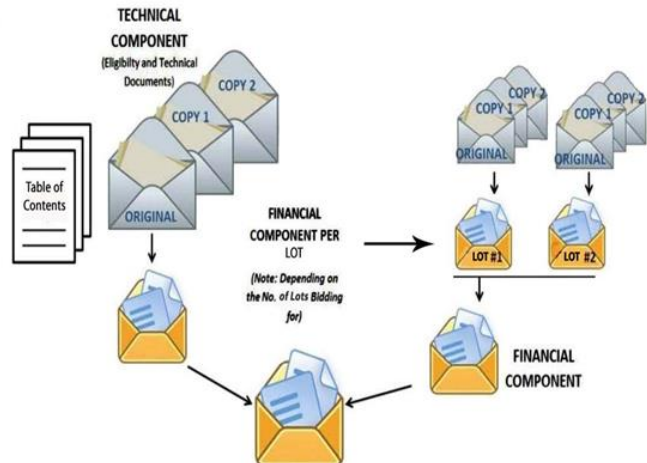 TECHNICAL
COMPONENT
(Eligibilty and Technical
Documents)
COPY 2
COPY 1
ORIGINAL
Table of
Contents
FINANCIAL
COMPONENT PER
LOT
(Note: Depending on
the No. of Lots Bidding
for)
COPY 2
COPY 1
ORIGINAL
COPY 2
COPY 1
ORIGINAL
LOT #1
LOT #2
FINANCIAL
COMPONENT